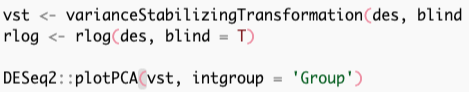 vst <- varianceStabilizingTransformation(des, blind
rlog <- rlog(des, blind = T)
DESeq2::plotPCA(vst, intgroup = 'Group')